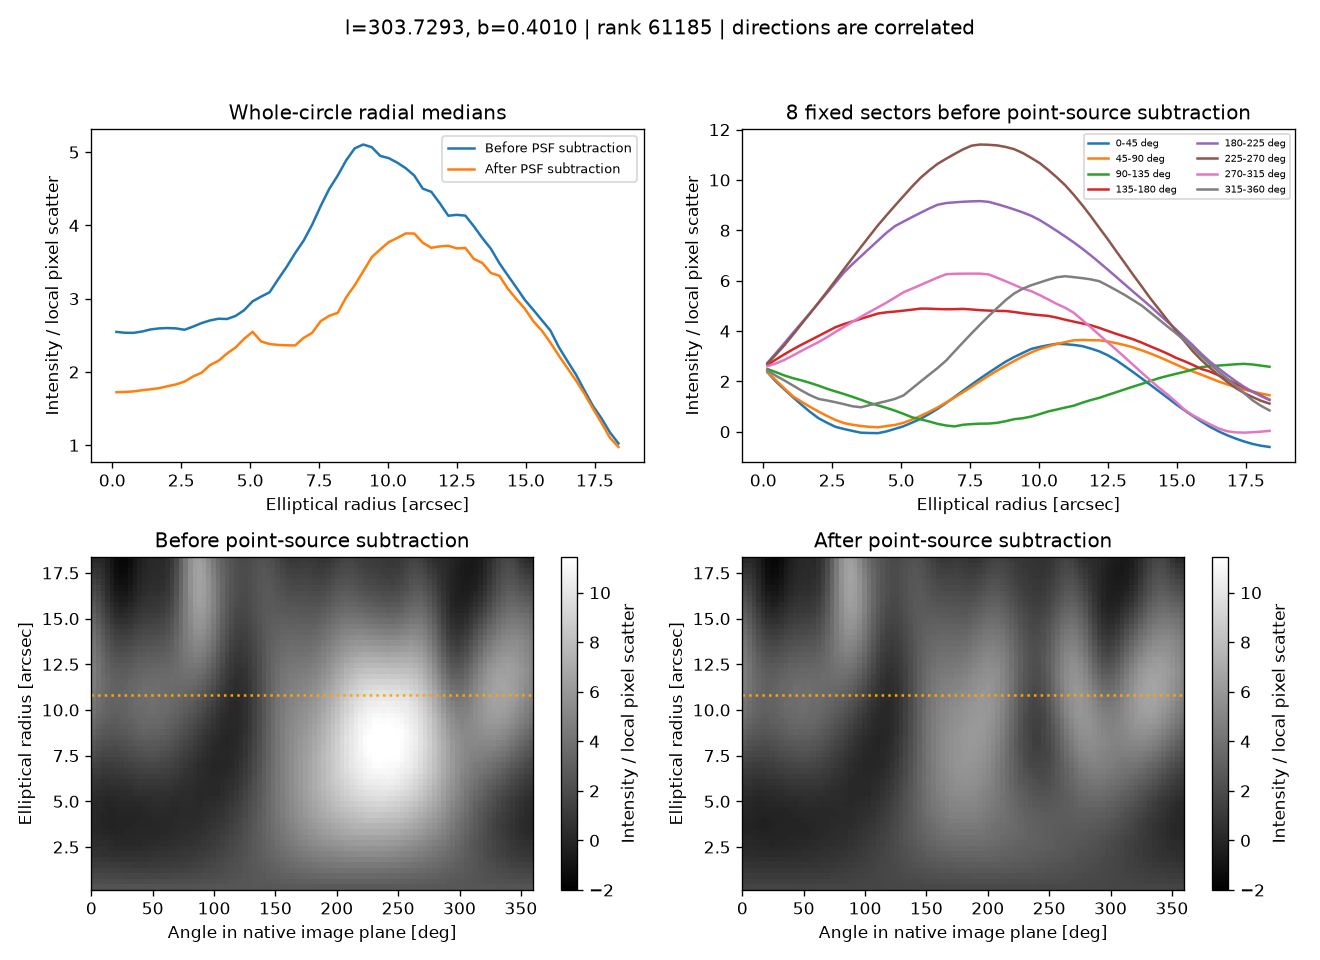 l=303.7293, b=0.4010 | rank 61185 | directions are correlated
Whole-circle radial medians
Before PSF subtraction
After PSF subtraction
5
4
3
2
1
Intensity / local pixel scatter
0.0 2.5 5.0 7.5 10.0 12.5 15.0 17.5
Elliptical radius [arcsec]
8 fixed sectors before point-source subtraction
0-45 deg
45-90 deg
90-135 deg
135-180 deg
180-225 deg
225-270 deg
270-315 deg
315-360 deg
12
10
8
6
4
2
0
Intensity / local pixel scatter
0.0 2.5 5.0 7.5 10.0 12.5 15.0 17.5
Elliptical radius [arcsec]
Before point-source subtraction
17.5
15.0
12.5
10.0
7.5
5.0
2.5
Elliptical radius [arcsec]
0 50 100 150 200 250 300 350
Angle in native image plane [deg]
10
8
6
4
2
0
−2
Intensity / local pixel scatter
After point-source subtraction
17.5
15.0
12.5
10.0
7.5
5.0
2.5
Elliptical radius [arcsec]
0 50 100 150 200 250 300 350
Angle in native image plane [deg]
10
8
6
4
2
0
−2
Intensity / local pixel scatter